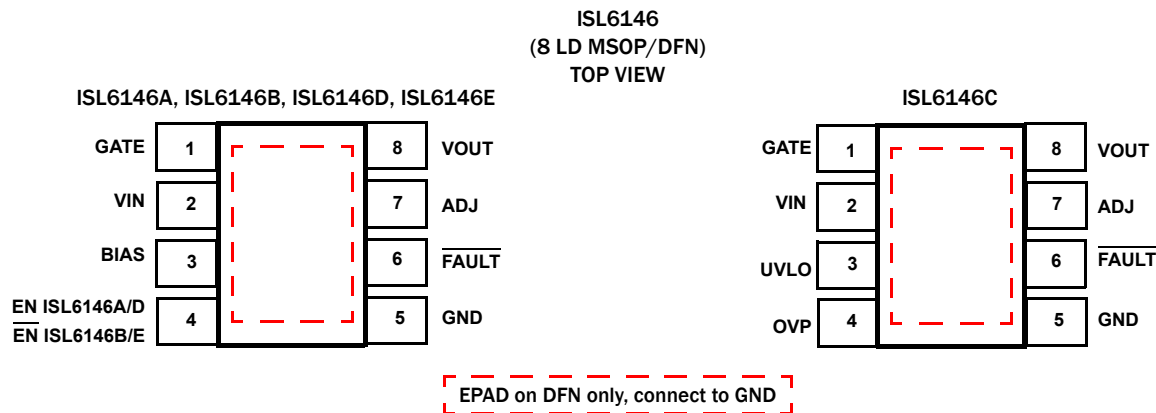 ISL6146
(8 LD MSOP/DFN)
TOP VIEW
ISL6146A, ISL6146B, ISL6146D, ISL6146E
GATE 1 8 VOUT
VIN 2 7 ADJ
BIAS 3 6 FAULT
EN ISL6146A/D
EN ISL6146B/E
4 5 GND
ISL6146C
GATE 1 8 VOUT
VIN 2 7 ADJ
UVLO 3 6 FAULT
OVP 4 5 GND
EPAD on DFN only, connect to GND